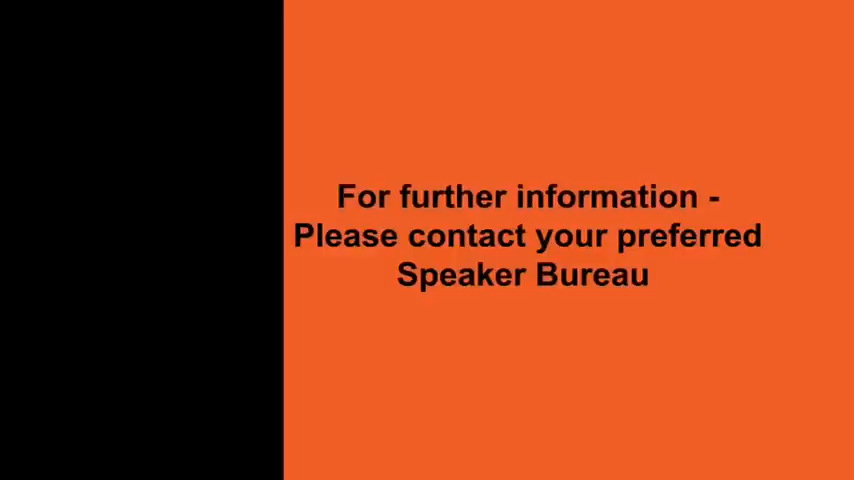 For further information -
Please contact your preferred
Speaker Bureau